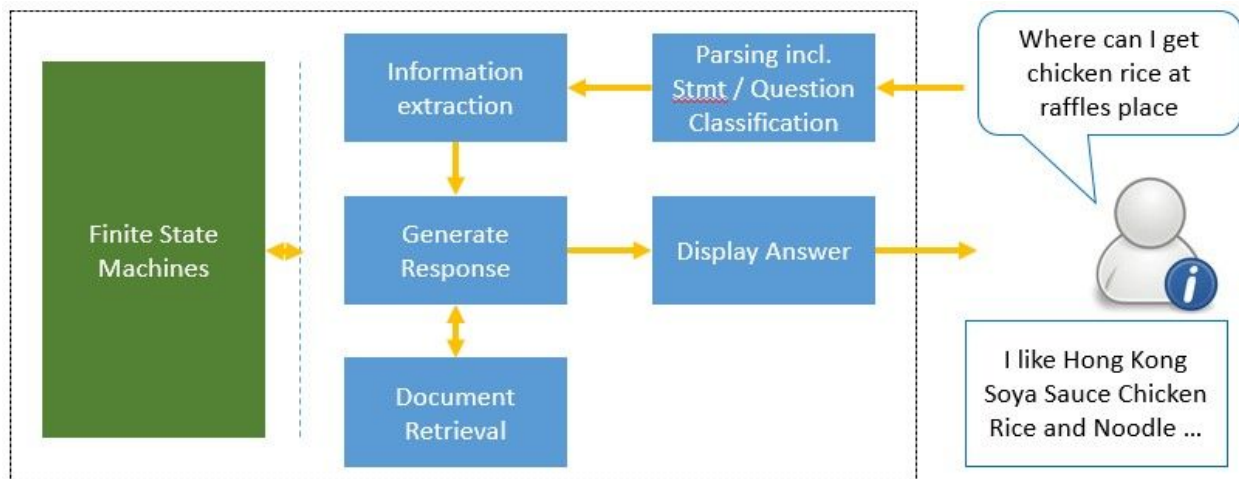 Finite State
Machines
Information
extraction
Parsing incl.
Stmt / Question
Classification
Where can I get
chicken rice at
raffles place
Generate
Response
Display Answer
Document
Retrieval
i
I like Hong Kong
Soya Sauce Chicken
Rice and Noodle ...